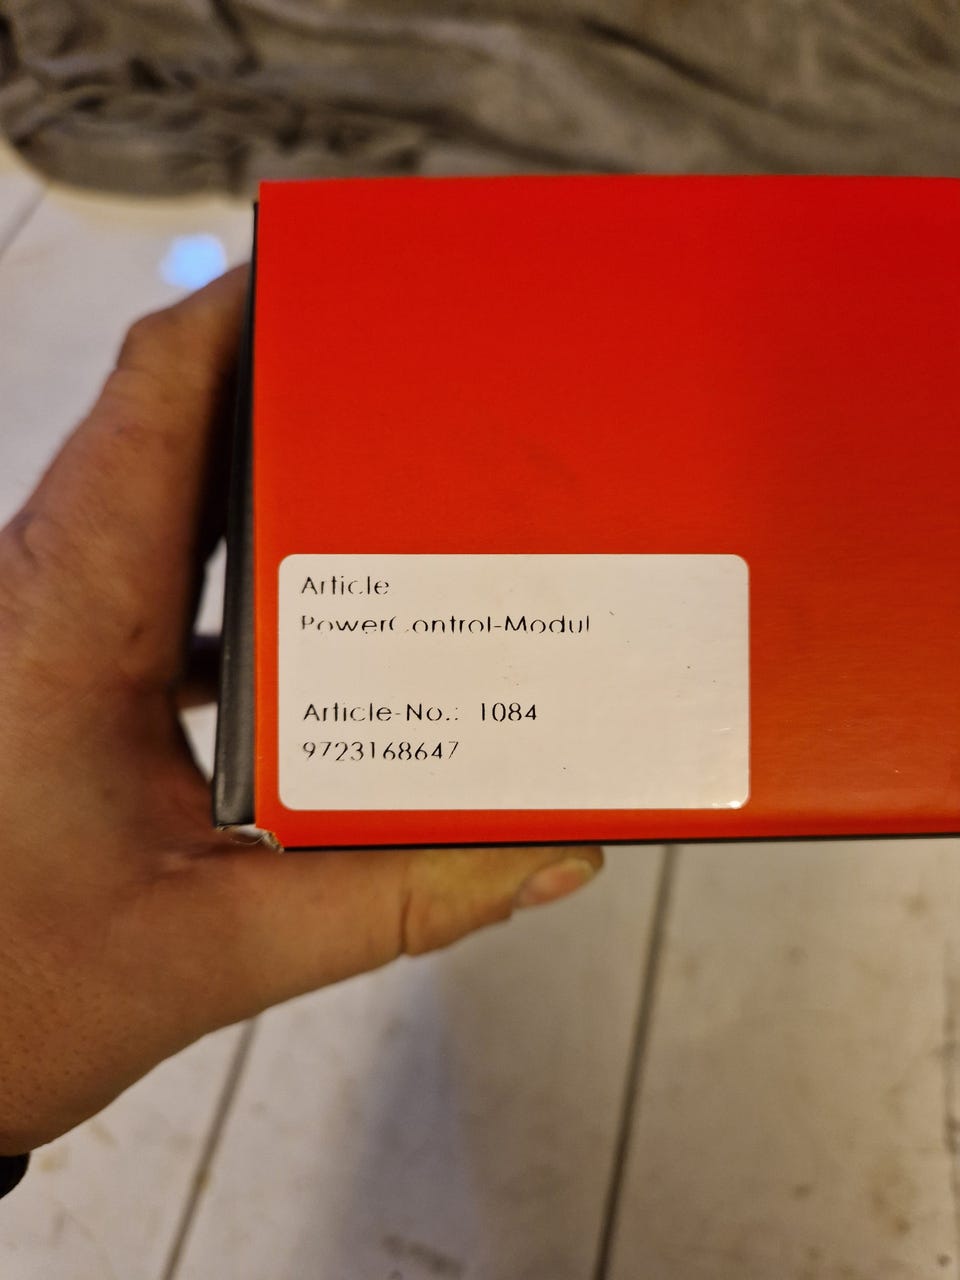 Article
PowerControl-Modul
Article-No.: 1084
9723168647